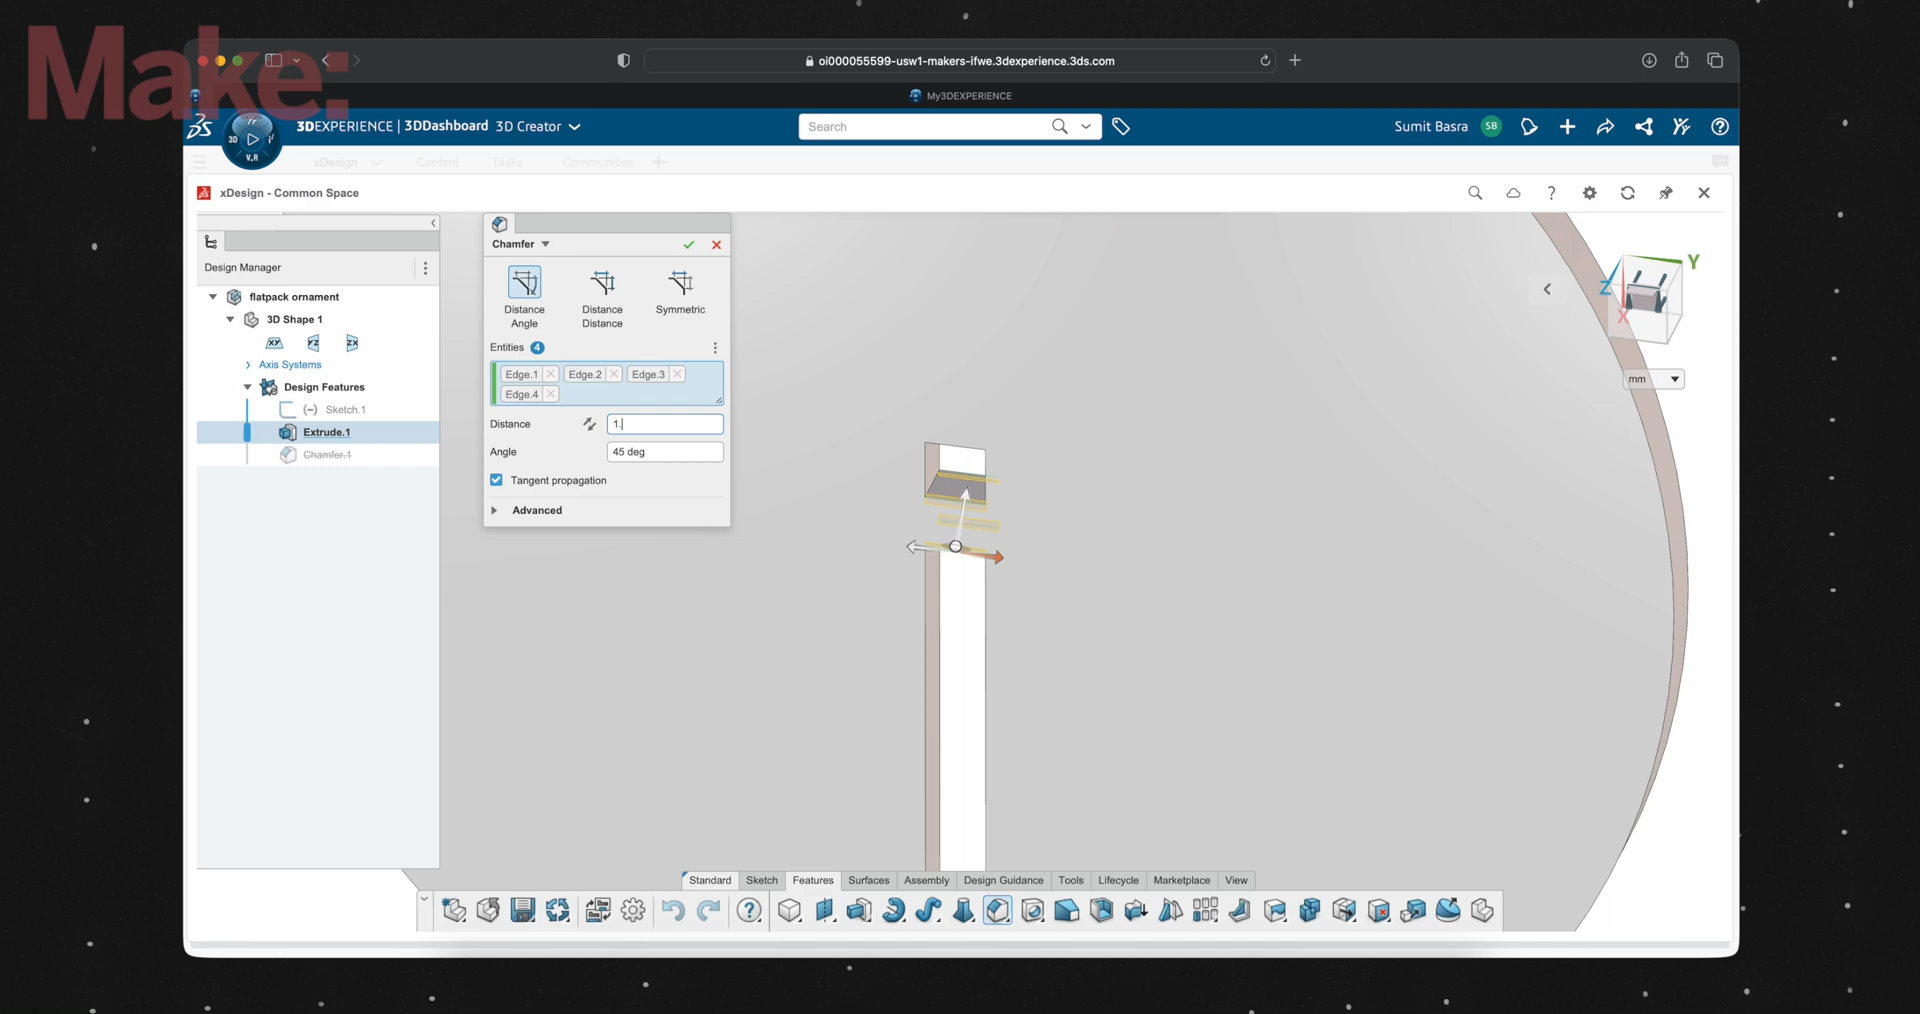 Make:
oi000055599-usw1-makers-ifwe.3dexperience.3ds.com
My3DEXPERIENCE
3DEXPERIENCE | 3DDashboard 3D Creator
Search
Sumit Basra SB
3D
V.R
xDesign Content Tasks Communities
xDesign - Common Space
Design Manager
flatpack ornament
3D Shape 1
XY YZ ZX
Axis Systems
Design Features
(-) Sketch.1
Extrude.1
Chamfer.1
Chamfer
Distance Angle
Distance Distance
Symmetric
Entities 4
Edge.1 Edge.2 Edge.3
Edge.4
Distance 1.
Angle 45 deg
Tangent propagation
Advanced
Y
Z
X
mm
Standard Sketch Features Surfaces Assembly Design Guidance Tools Lifecycle Marketplace View